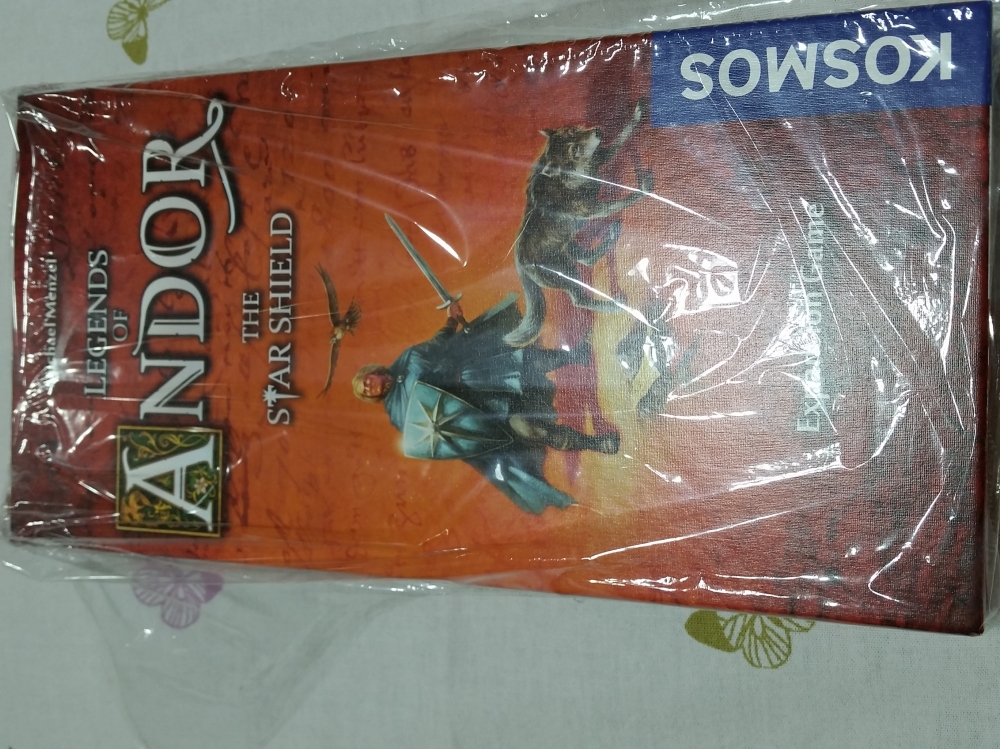 Michael Menzel
LEGENDS
OF
ANDOR
THE
STAR SHIELD
Expansion Game
KOSMOS